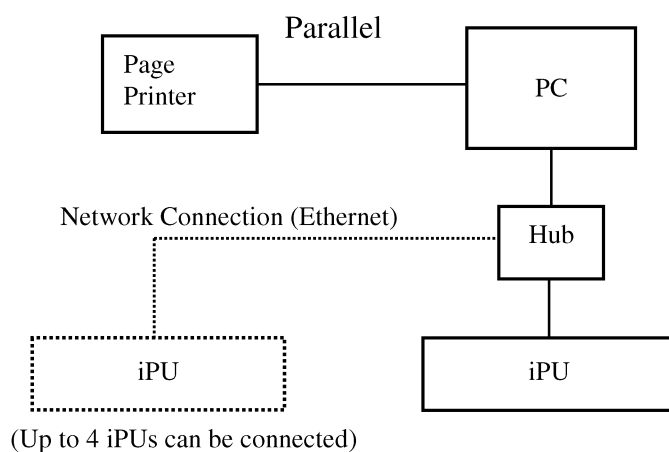 Parallel
Page
Printer
PC
Network Connection (Ethernet)
Hub
iPU
iPU
(Up to 4 iPUs can be connected)